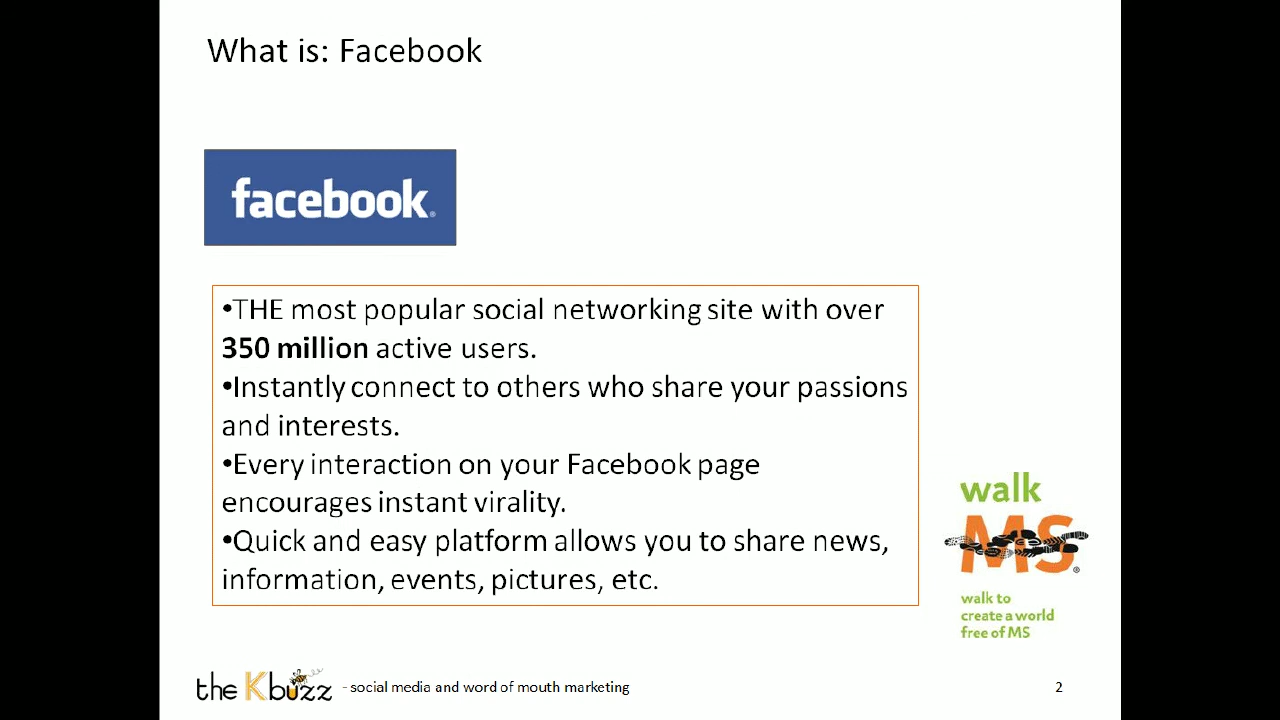 What is: Facebook
facebook®
•THE most popular social networking site with over
350 million active users.
•Instantly connect to others who share your passions
and interests.
•Every interaction on your Facebook page
encourages instant virality.
•Quick and easy platform allows you to share news,
information, events, pictures, etc.
walk
MS®
walk to
create a world
free of MS
the Kbuzz - social media and word of mouth marketing
2